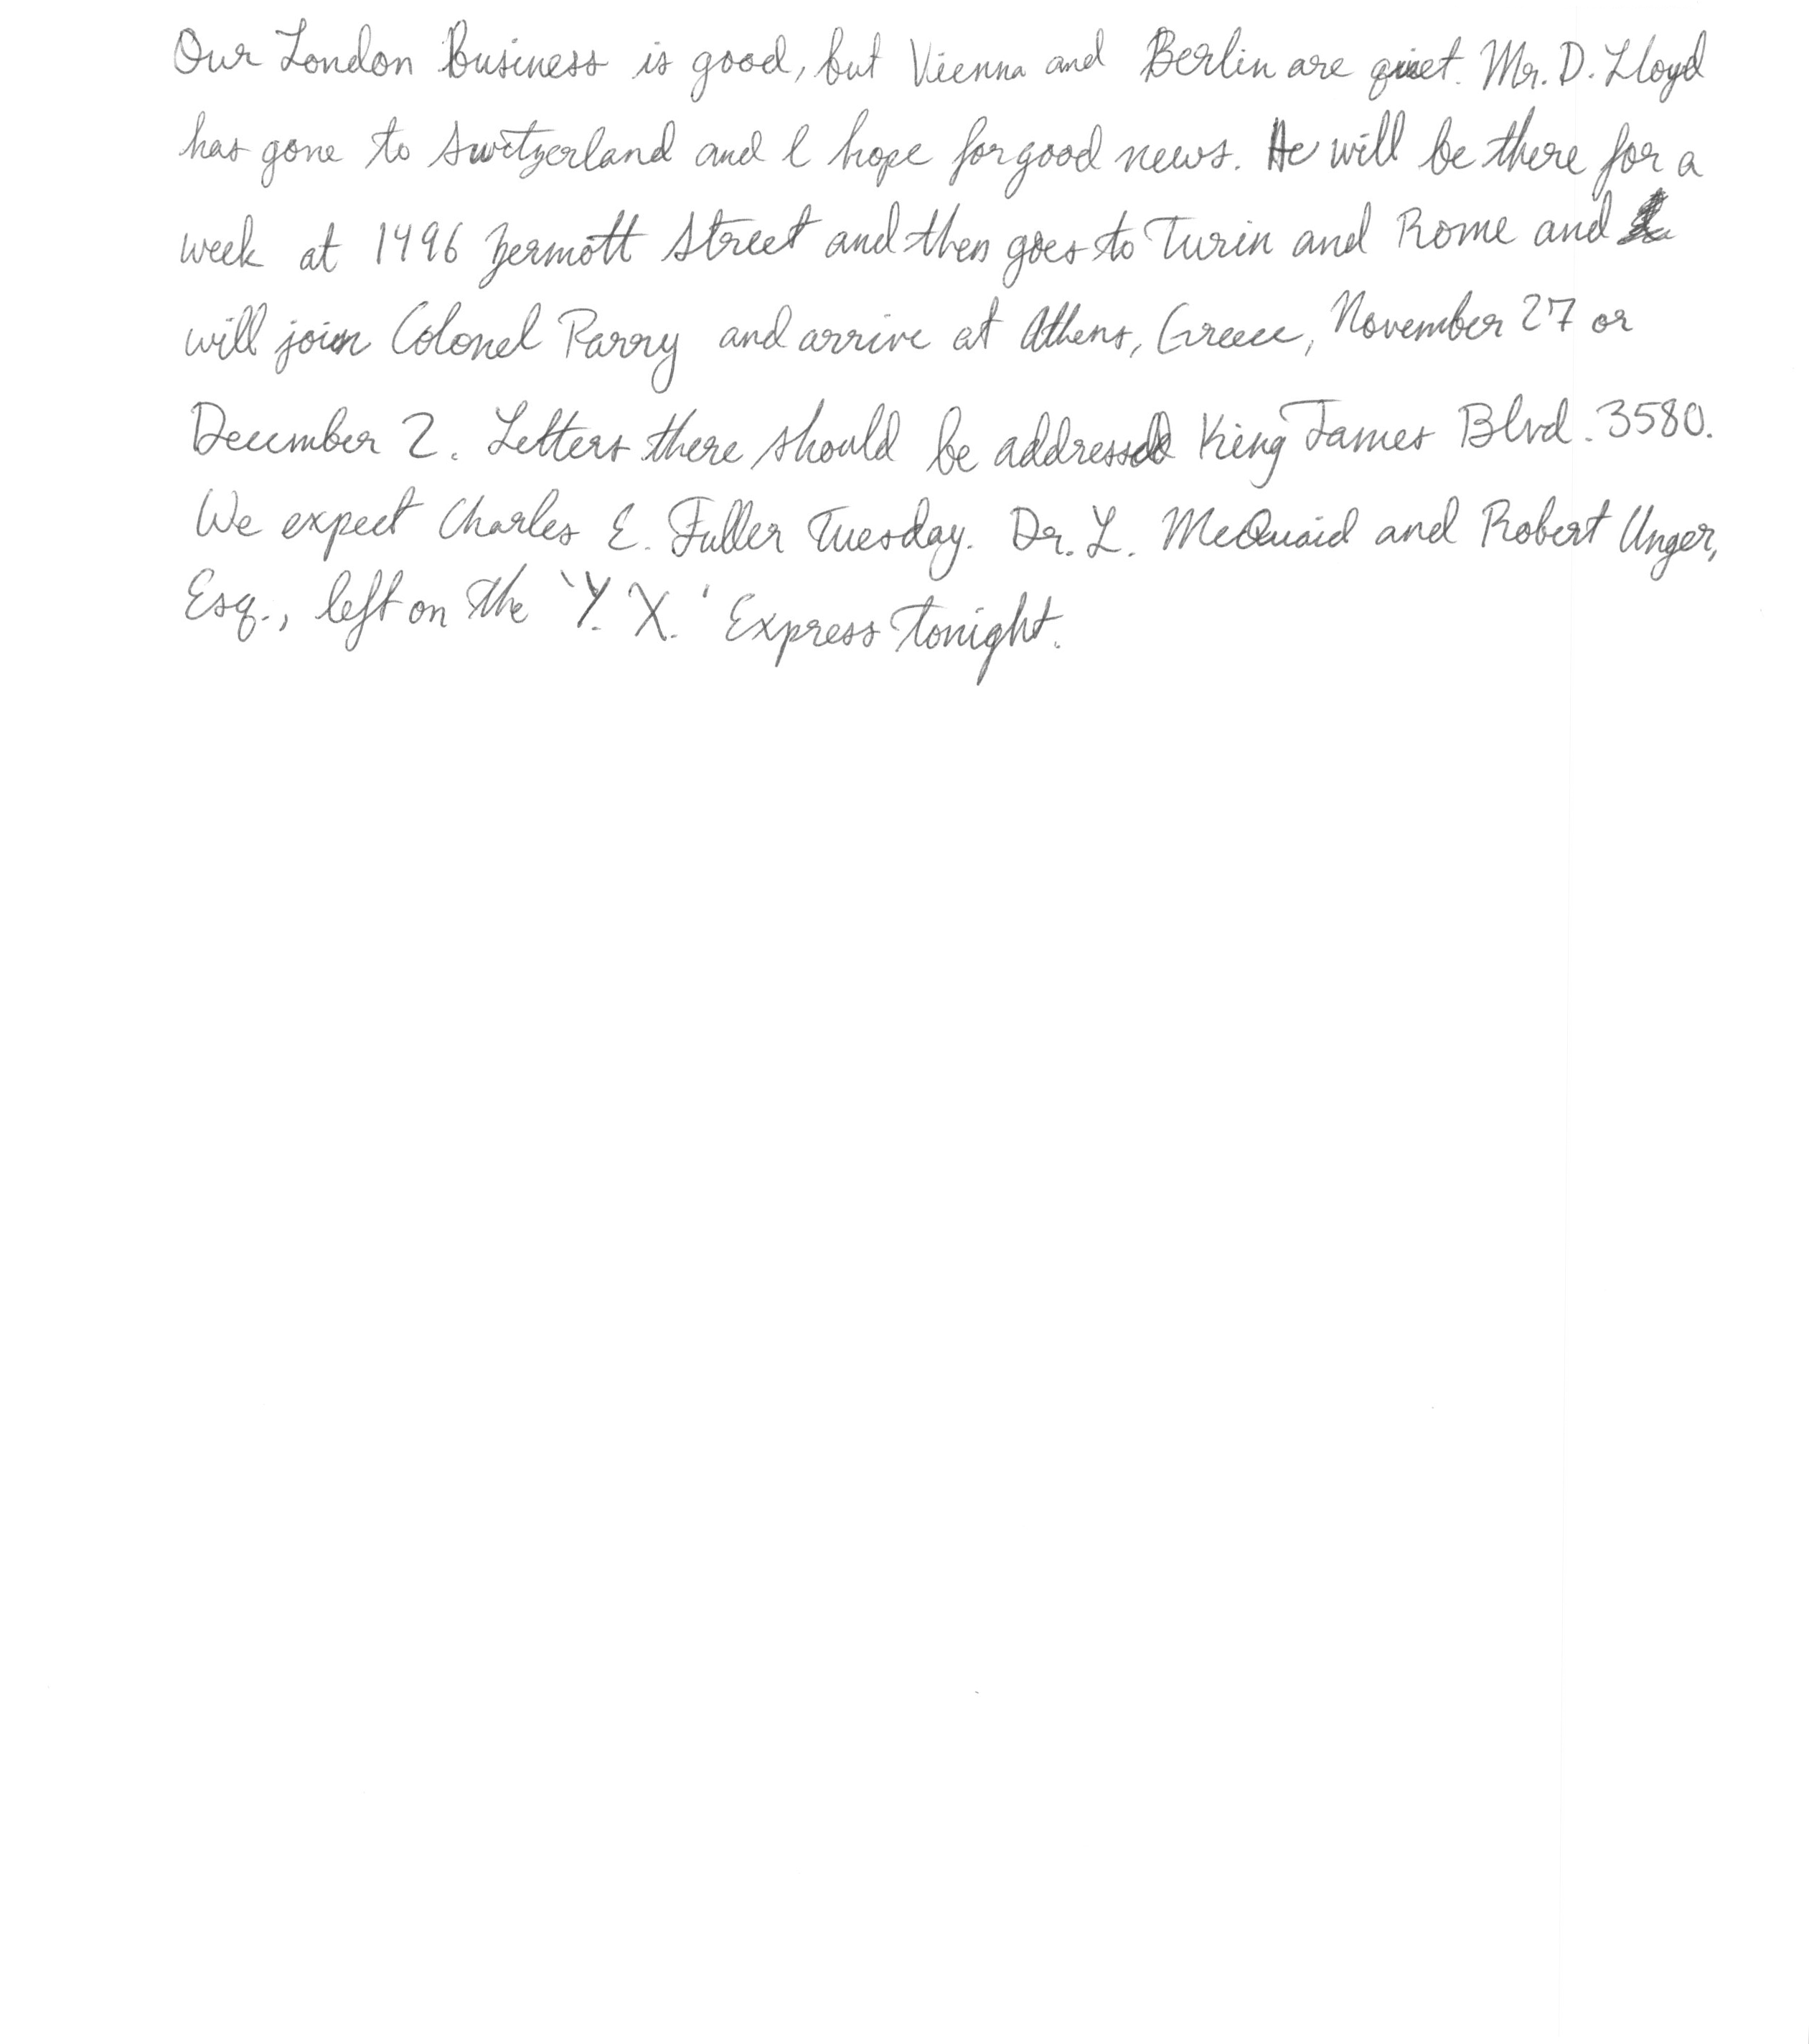 Our London Business is good, but Vienna and Berlin are quiet. Mr. D. Lloyd
has gone to Switzerland and I hope for good news. He will be there for a
week at 1496 Zermott Street and then goes to Turin and Rome and
will join Colonel Parry and arrive at Athens, Greece, November 27 or
December 2. Letters there should be addressed King James Blvd. 3580.
We expect Charles E. Fuller Tuesday. Dr. L. McQuaid and Robert Unger,
Esq., left on the 'Y. X.' Express tonight.